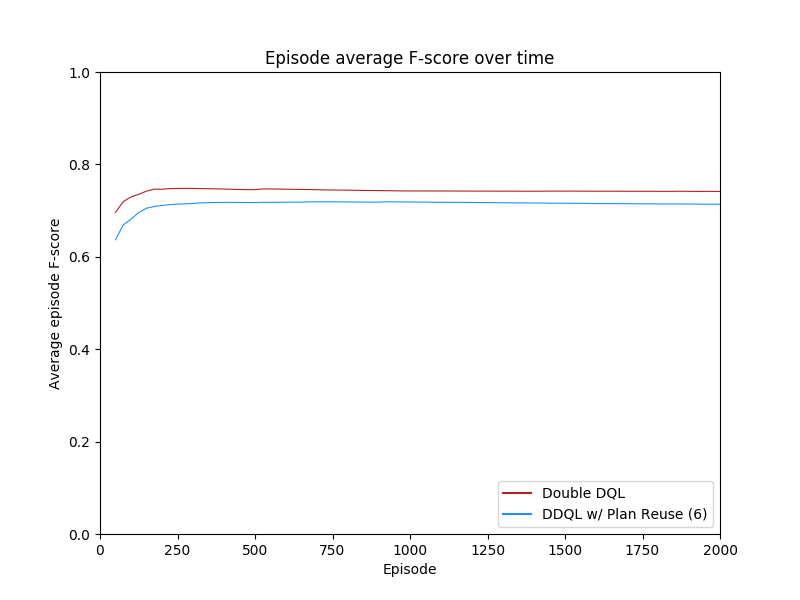 Episode average F-score over time
1.0
0.8
0.6
0.4
0.2
0.0
Average episode F-score
0 250 500 750 1000 1250 1500 1750 2000
Episode
Double DQL
DDQL w/ Plan Reuse (6)